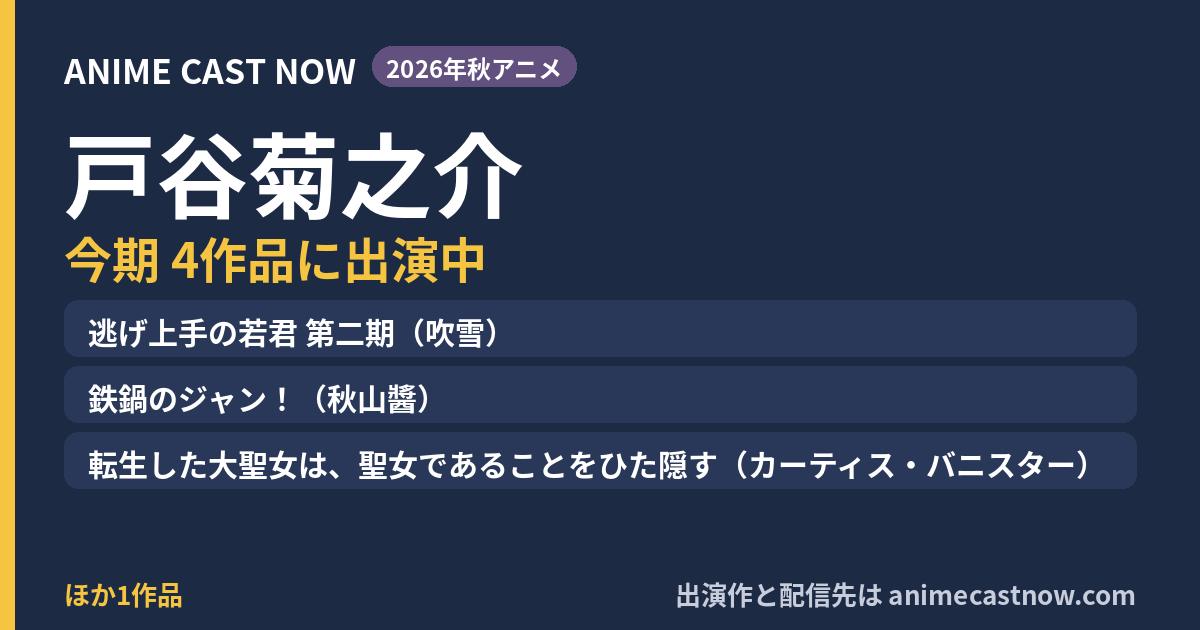 ANIME CAST NOW 2026年秋アニメ
戸谷菊之介
今期 4作品に出演中
逃げ上手の若君 第二期（吹雪）
鉄鍋のジャン！（秋山醬）
転生した大聖女は、聖女であることをひた隠す（カーティス・バニスター）
ほか1作品
出演作と配信先は animecastnow.com